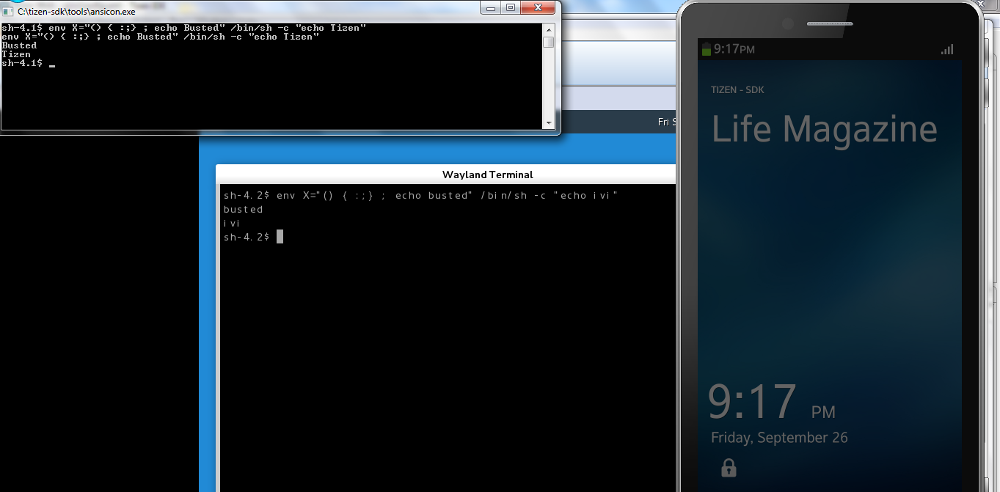 C:\tizen-sdk\tools\ansicon.exe
sh-4.1$ env X="() { :;} ; echo Busted" /bin/sh -c "echo Tizen"
env X="() { :;} ; echo Busted" /bin/sh -c "echo Tizen"
Busted
Tizen
sh-4.1$
Fri S
Wayland Terminal
sh-4.2$ env X="() { :;} ; echo busted" /bin/sh -c "echo ivi"
busted
ivi
sh-4.2$
9:17PM
TIZEN - SDK
Life Magazine
9:17 PM
Friday, September 26